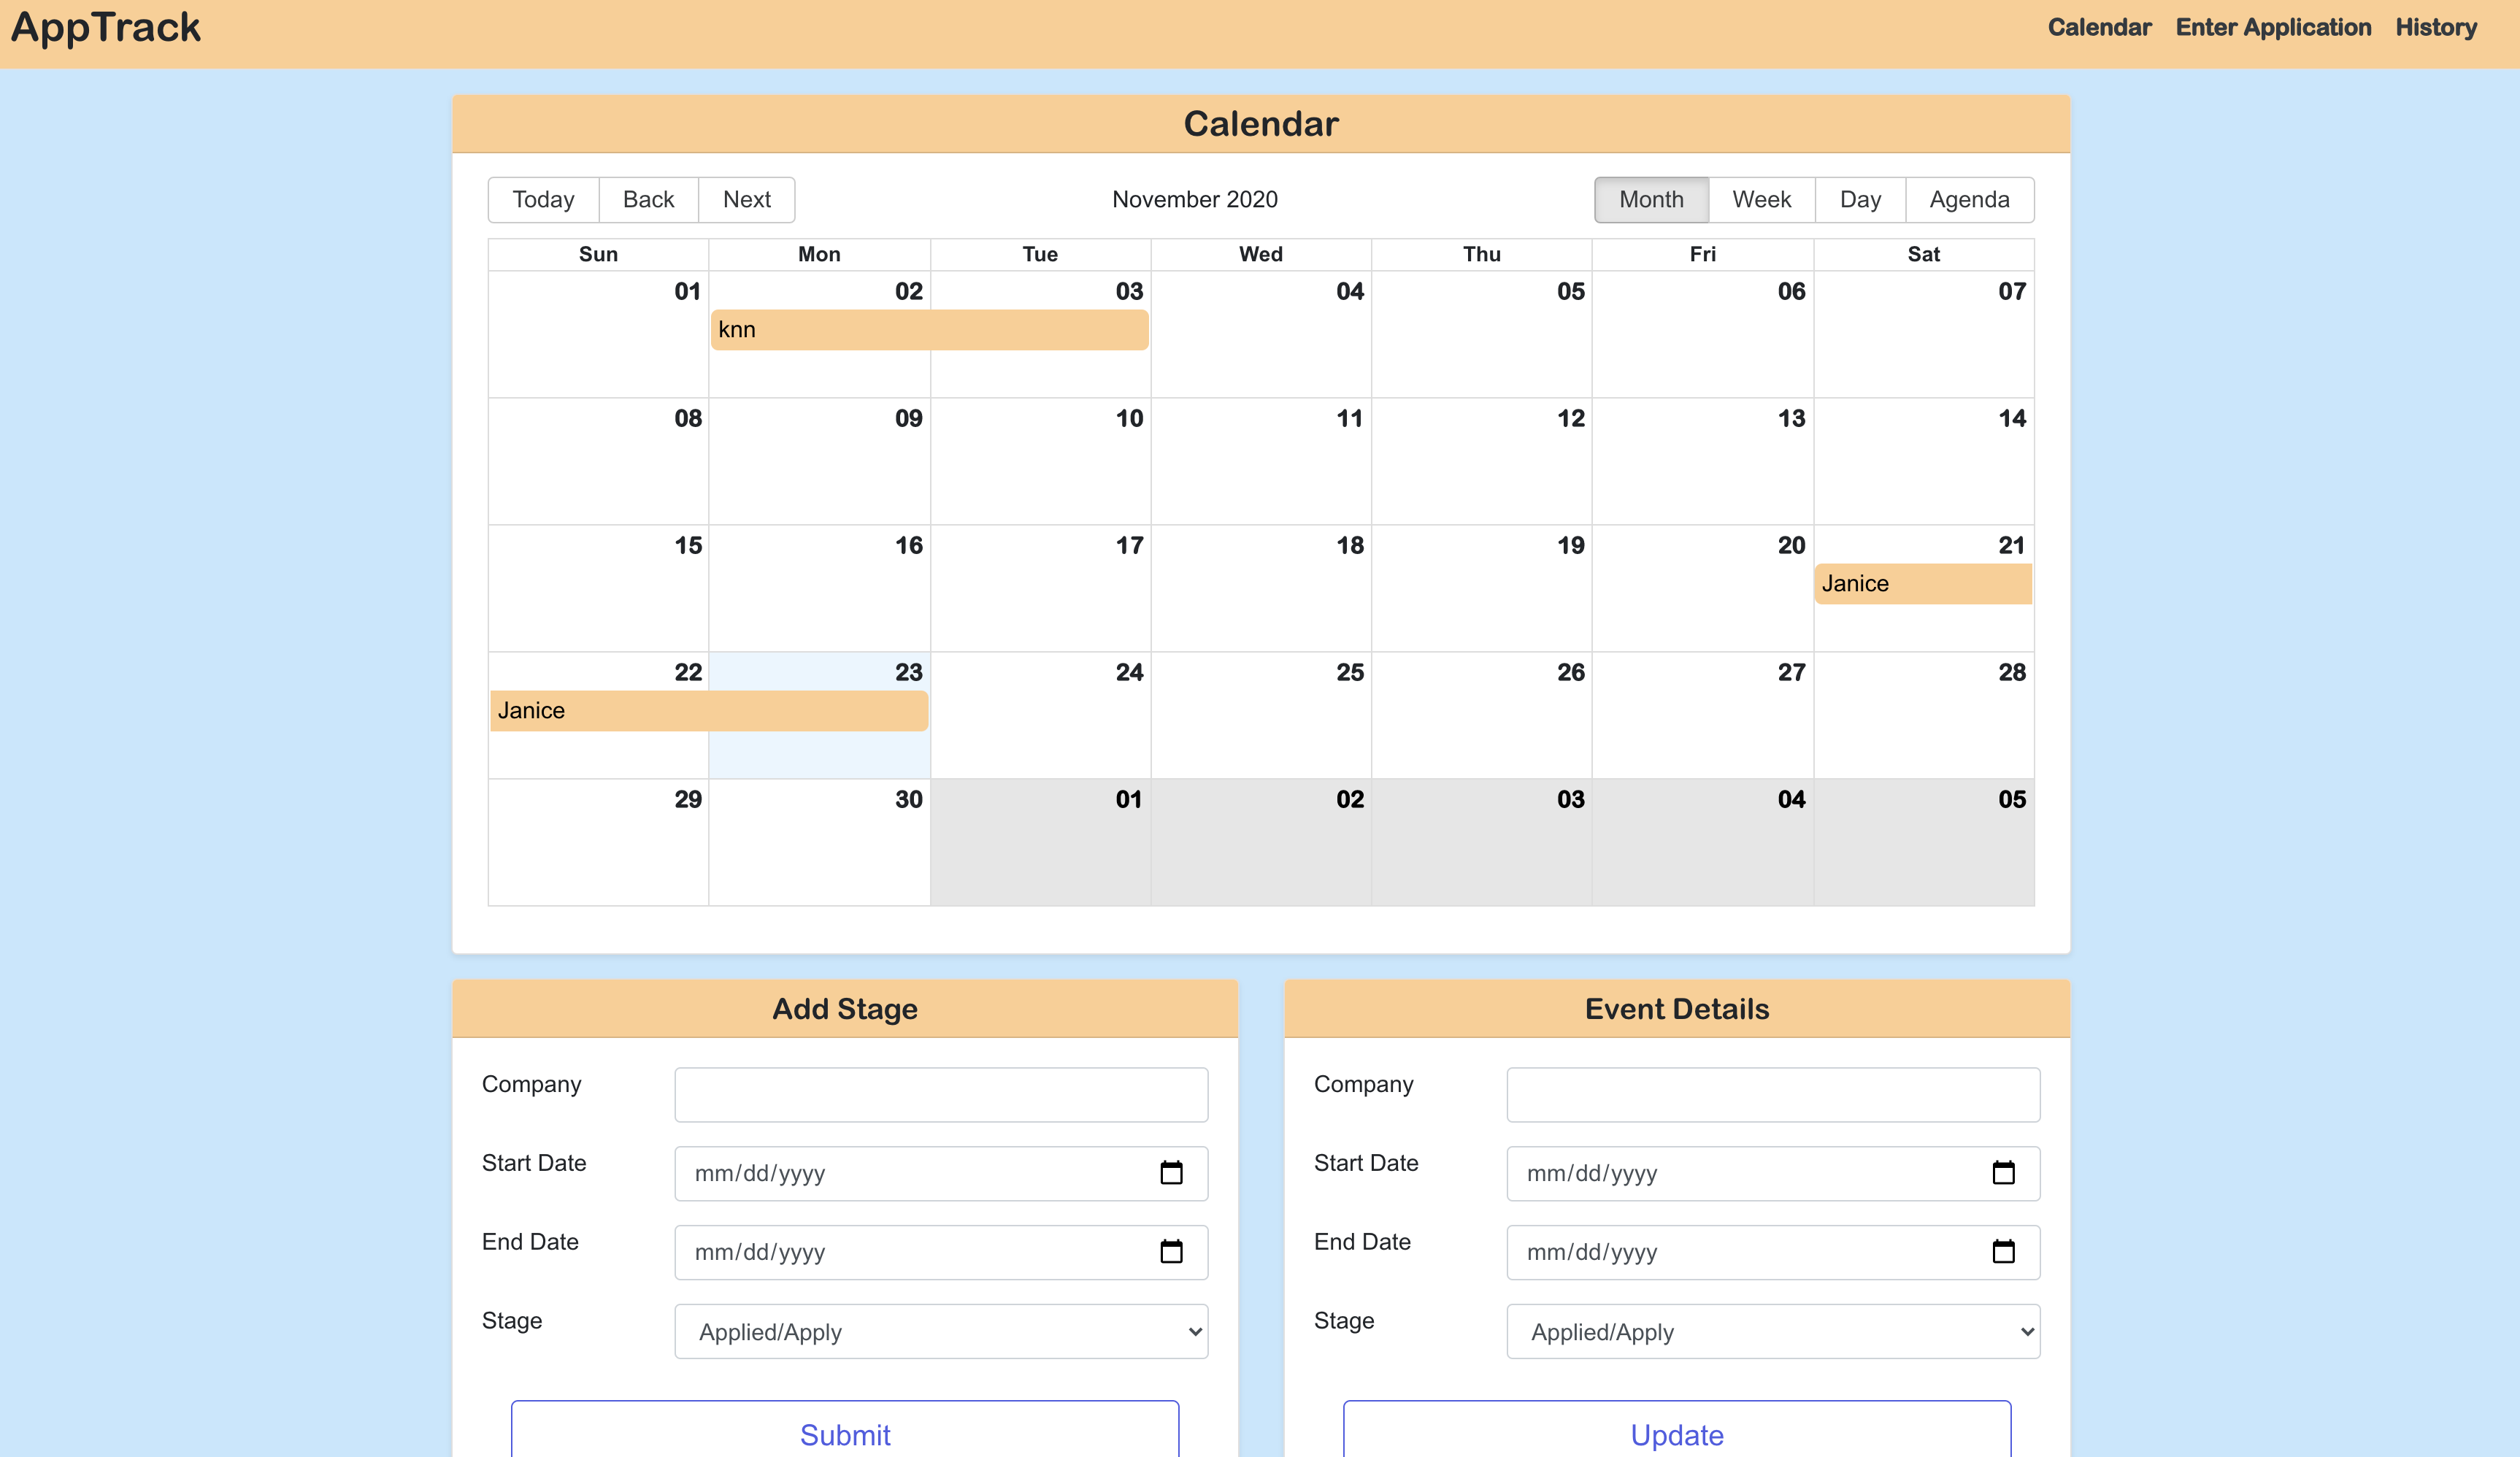 AppTrack
Calendar Enter Application History
Calendar
Today Back Next November 2020 Month Week Day Agenda
Sun Mon Tue Wed Thu Fri Sat
01 02 03 04 05 06 07
knn
08 09 10 11 12 13 14
15 16 17 18 19 20 21
Janice
22 23 24 25 26 27 28
Janice
29 30 01 02 03 04 05
Add Stage
Company
Start Date mm/dd/yyyy
End Date mm/dd/yyyy
Stage Applied/Apply
Submit
Event Details
Company
Start Date mm/dd/yyyy
End Date mm/dd/yyyy
Stage Applied/Apply
Update